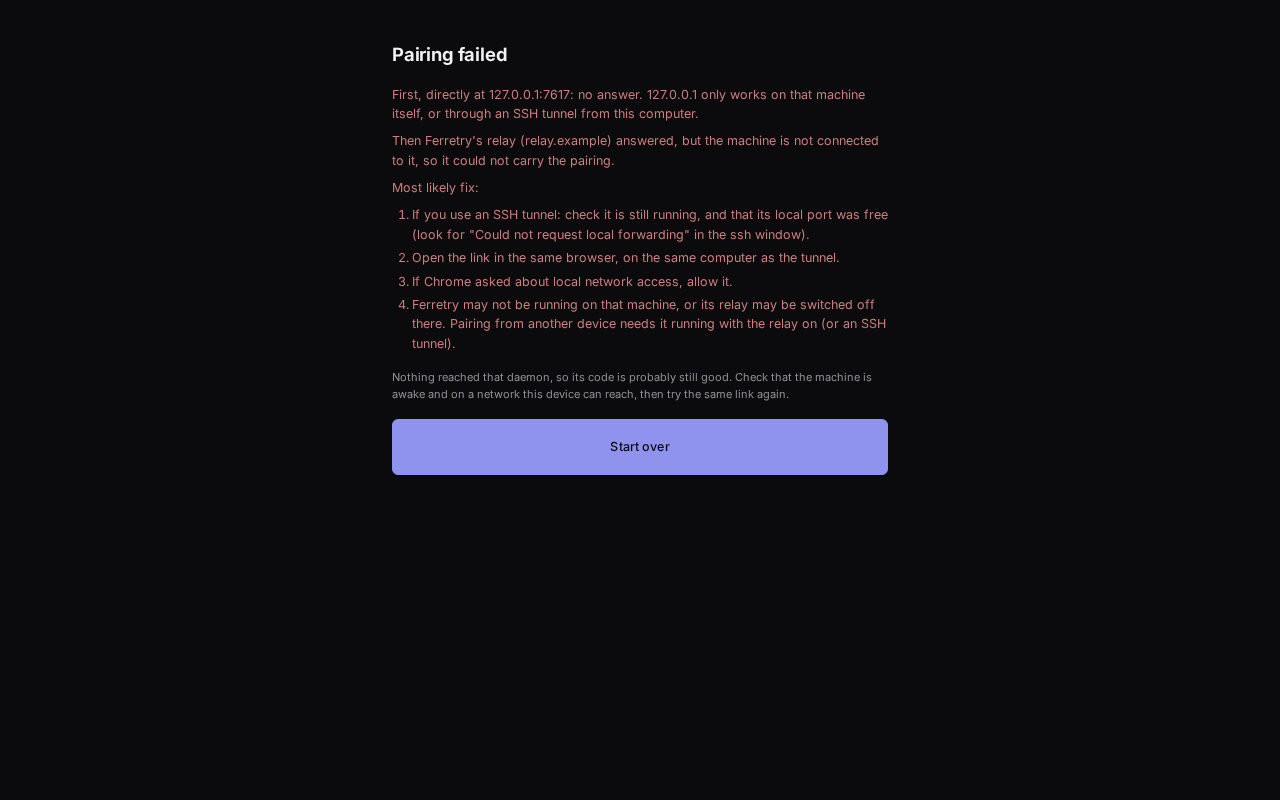 Pairing failed
First, directly at 127.0.0.1:7617: no answer. 127.0.0.1 only works on that machine
itself, or through an SSH tunnel from this computer.
Then Ferretry's relay (relay.example) answered, but the machine is not connected
to it, so it could not carry the pairing.
Most likely fix:
1. If you use an SSH tunnel: check it is still running, and that its local port was free
(look for "Could not request local forwarding" in the ssh window).
2. Open the link in the same browser, on the same computer as the tunnel.
3. If Chrome asked about local network access, allow it.
4. Ferretry may not be running on that machine, or its relay may be switched off
there. Pairing from another device needs it running with the relay on (or an SSH
tunnel).
Nothing reached that daemon, so its code is probably still good. Check that the machine is
awake and on a network this device can reach, then try the same link again.
Start over